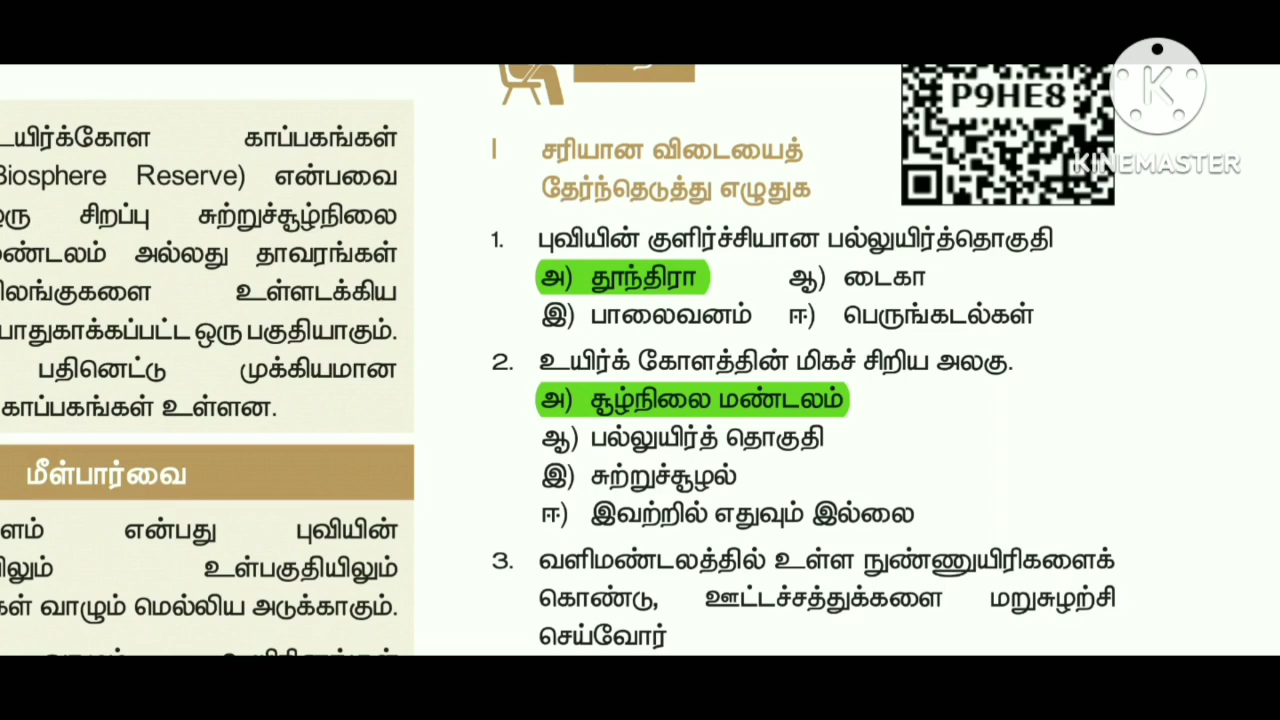 காப்பகங்கள்
Biosphere Reserve) என்பவை
சிறப்பு சுற்றுச்சூழ்நிலை
அல்லது தாவரங்கள்
உள்ளடக்கிய
ஒரு பகுதியாகும்.
பதினெட்டு முக்கியமான
காப்பகங்கள் உள்ளன.
மீள்பார்வை
என்பது புவியின்
உள்பகுதியிலும்
வாழும் மெல்லிய அடுக்காகும்.
P9HE8
KINEMASTER
I சரியான விடையைத்
தேர்ந்தெடுத்து எழுதுக
1. புவியின் குளிர்ச்சியான பல்லுயிர்த்தொகுதி
அ) தூந்திரா ஆ) டைகா
இ) பாலைவனம் ஈ) பெருங்கடல்கள்
2. உயிர்க் கோளத்தின் மிகச் சிறிய அலகு.
அ) சூழ்நிலை மண்டலம்
ஆ) பல்லுயிர்த் தொகுதி
இ) சுற்றுச்சூழல்
ஈ) இவற்றில் எதுவும் இல்லை
3. வளிமண்டலத்தில் உள்ள நுண்ணுயிரிகளைக்
கொண்டு, ஊட்டச்சத்துக்களை மறுசுழற்சி
செய்வோர்